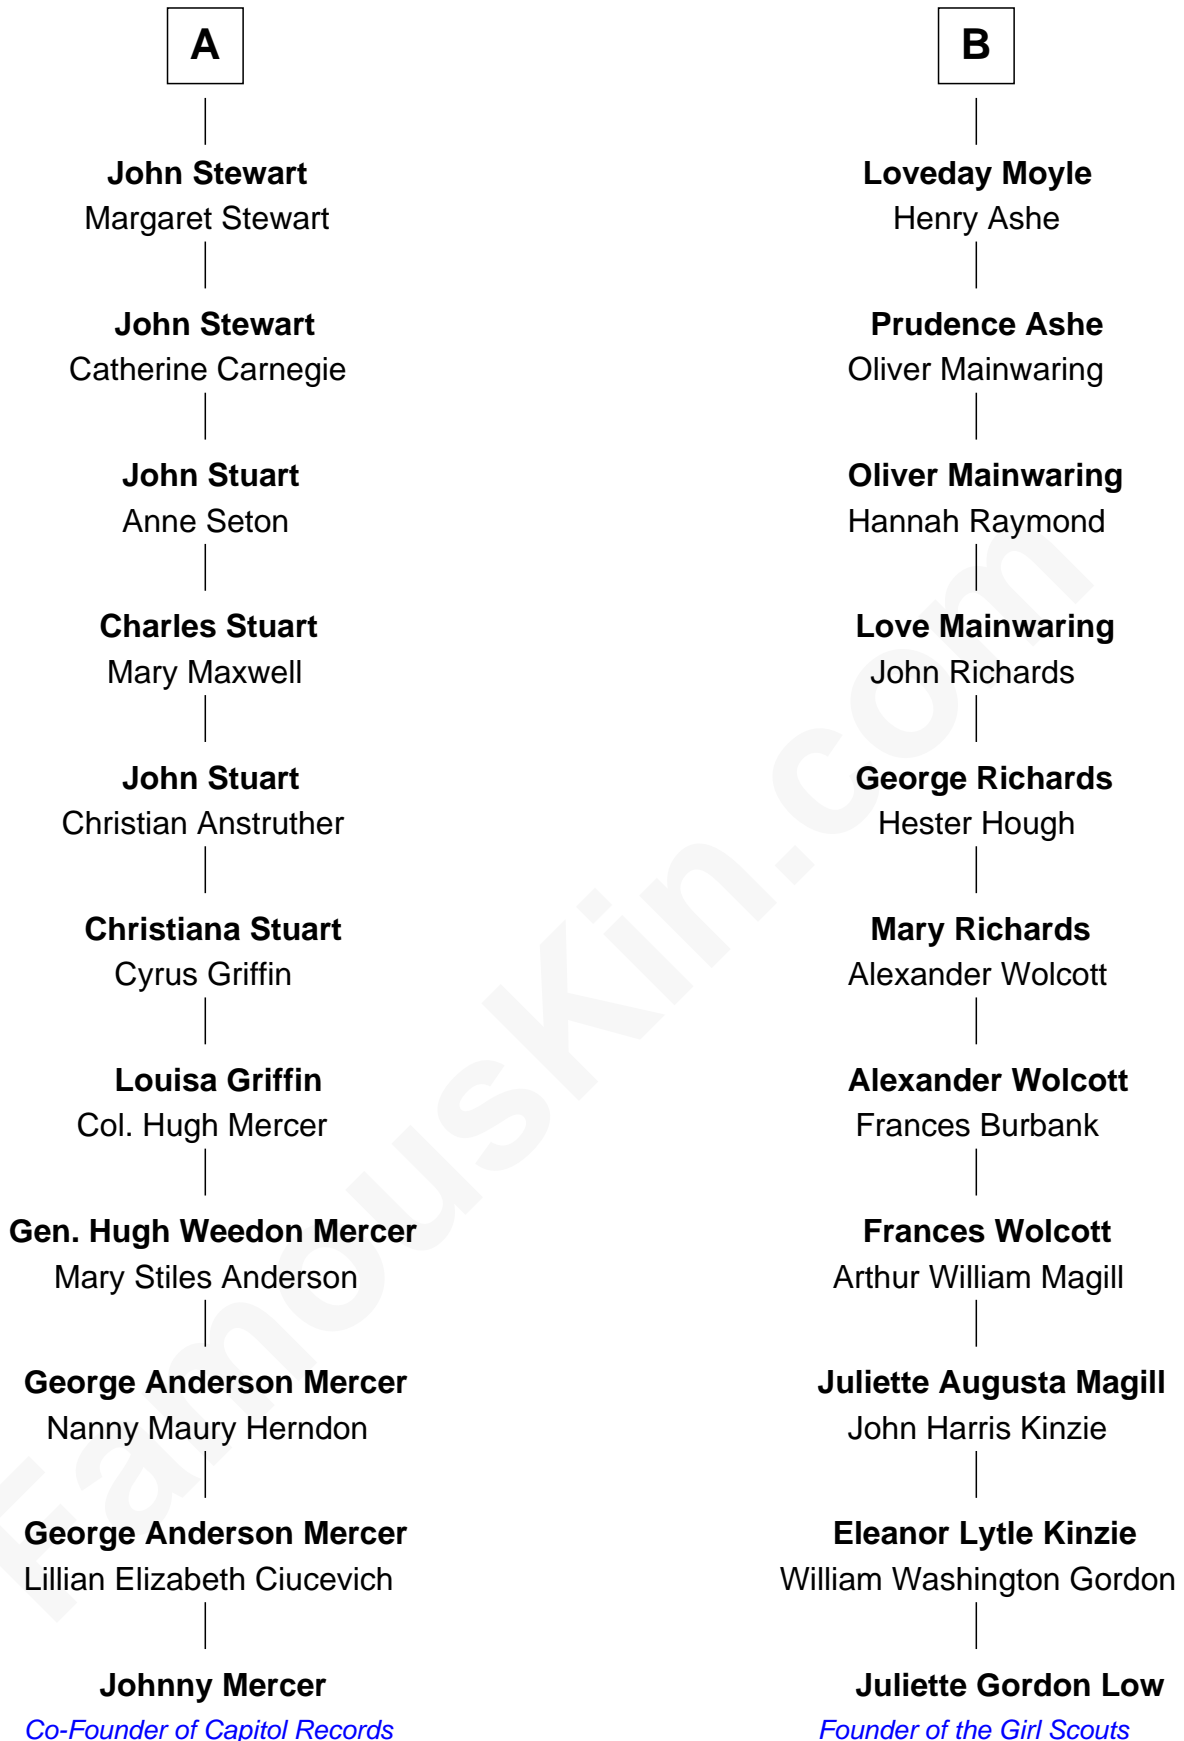 A
John Stewart
Margaret Stewart
John Stewart
Catherine Carnegie
John Stuart
Anne Seton
Charles Stuart
Mary Maxwell
John Stuart
Christian Anstruther
Christiana Stuart
Cyrus Griffin
Louisa Griffin
Col. Hugh Mercer
Gen. Hugh Weedon Mercer
Mary Stiles Anderson
George Anderson Mercer
Nanny Maury Herndon
George Anderson Mercer
Lillian Elizabeth Ciucevich
Johnny Mercer
Co-Founder of Capitol Records
B
Loveday Moyle
Henry Ashe
Prudence Ashe
Oliver Mainwaring
Oliver Mainwaring
Hannah Raymond
Love Mainwaring
John Richards
George Richards
Hester Hough
Mary Richards
Alexander Wolcott
Alexander Wolcott
Frances Burbank
Frances Wolcott
Arthur William Magill
Juliette Augusta Magill
John Harris Kinzie
Eleanor Lytle Kinzie
William Washington Gordon
Juliette Gordon Low
Founder of the Girl Scouts
FamousKin.com